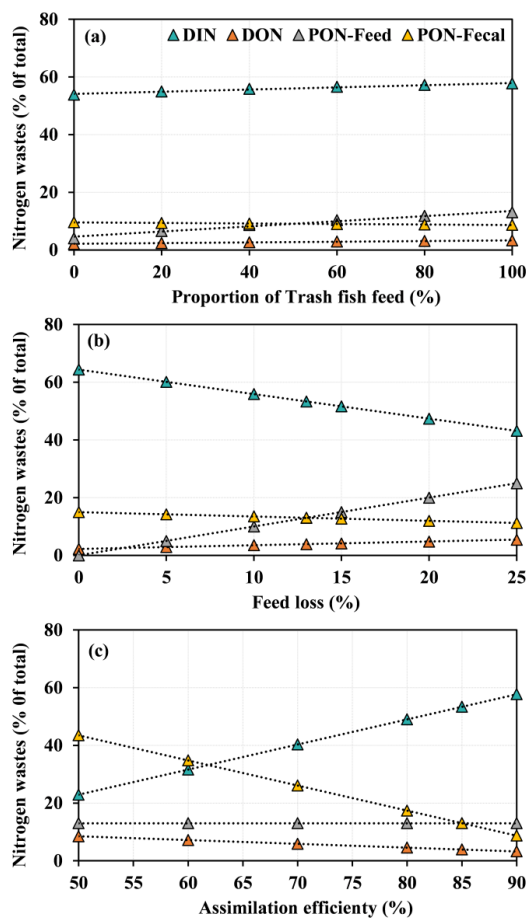 80
(a)
DIN DON PON-Feed PON-Fecal
60
40
20
0
Nitrogen wastes (% 0f total)
0 20 40 60 80 100
Proportion of Trash fish feed (%)
80
(b)
60
40
20
0
Nitrogen wastes (% 0f total)
0 5 10 15 20 25
Feed loss (%)
80
(c)
60
40
20
0
Nitrogen wastes (% 0f total)
50 55 60 65 70 75 80 85 90
Assimilation efficienty (%)